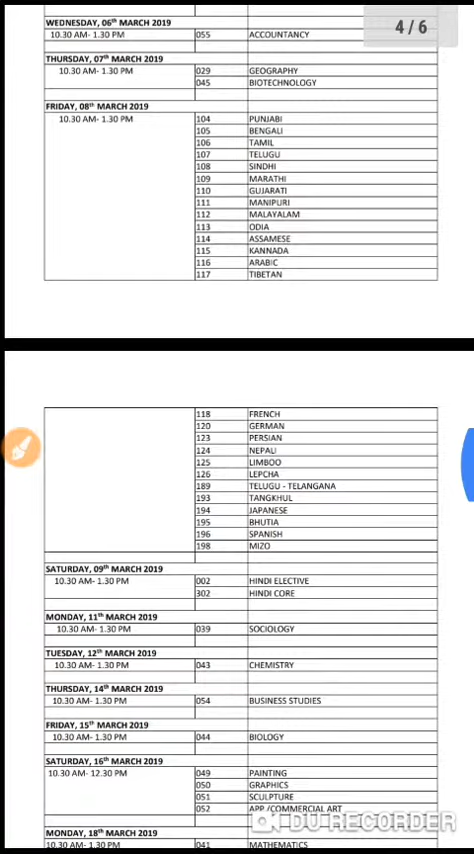 4 / 6
WEDNESDAY, 06th MARCH 2019
10.30 AM- 1.30 PM 055 ACCOUNTANCY
THURSDAY, 07th MARCH 2019
10.30 AM- 1.30 PM 029 GEOGRAPHY
045 BIOTECHNOLOGY
FRIDAY, 08th MARCH 2019
10.30 AM- 1.30 PM 104 PUNJABI
105 BENGALI
106 TAMIL
107 TELUGU
108 SINDHI
109 MARATHI
110 GUJARATI
111 MANIPURI
112 MALAYALAM
113 ODIA
114 ASSAMESE
115 KANNADA
116 ARABIC
117 TIBETAN
118 FRENCH
120 GERMAN
123 PERSIAN
124 NEPALI
125 LIMBOO
126 LEPCHA
189 TELUGU - TELANGANA
193 TANGKHUL
194 JAPANESE
195 BHUTIA
196 SPANISH
198 MIZO
SATURDAY, 09th MARCH 2019
10.30 AM- 1.30 PM 002 HINDI ELECTIVE
302 HINDI CORE
MONDAY, 11th MARCH 2019
10.30 AM- 1.30 PM 039 SOCIOLOGY
TUESDAY, 12th MARCH 2019
10.30 AM- 1.30 PM 043 CHEMISTRY
THURSDAY, 14th MARCH 2019
10.30 AM- 1.30 PM 054 BUSINESS STUDIES
FRIDAY, 15th MARCH 2019
10.30 AM- 1.30 PM 044 BIOLOGY
SATURDAY, 16th MARCH 2019
10.30 AM- 12.30 PM 049 PAINTING
050 GRAPHICS
051 SCULPTURE
052 APP /COMMERCIAL ART
DU RECORDER
MONDAY, 18th MARCH 2019
10.30 AM- 1.30 PM 041 MATHEMATICS